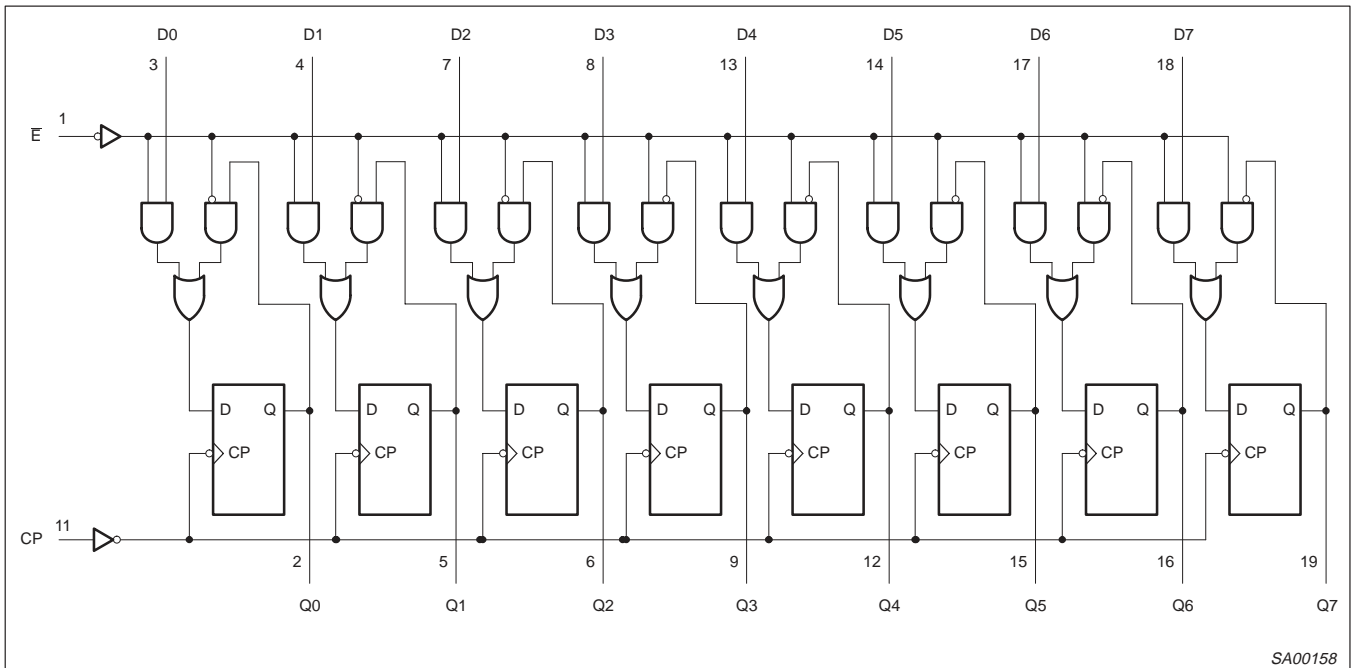 D0 D1 D2 D3 D4 D5 D6 D7
3 4 7 8 13 14 17 18
1
E̅
D Q D Q D Q D Q D Q D Q D Q D Q
CP CP CP CP CP CP CP CP
11
CP
2 5 6 9 12 15 16 19
Q0 Q1 Q2 Q3 Q4 Q5 Q6 Q7
SA00158